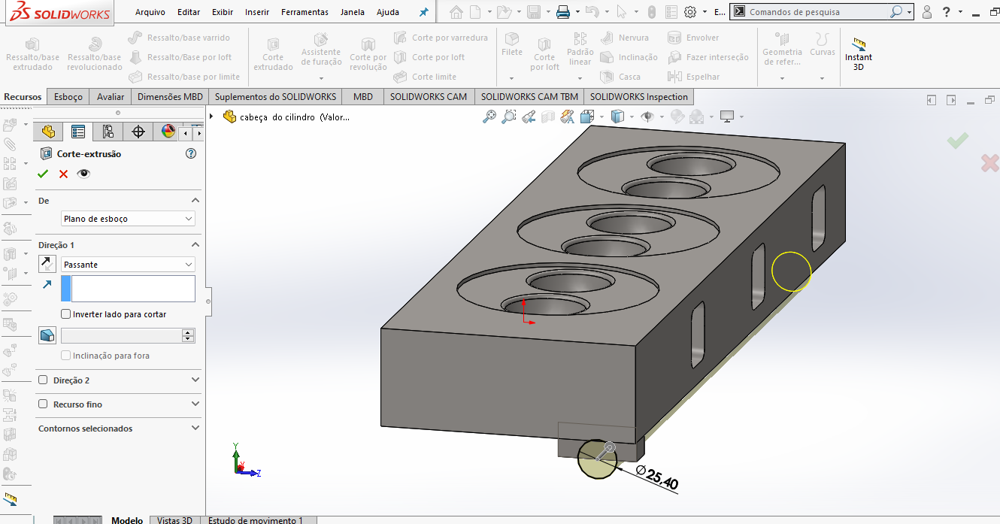 SOLIDWORKS
Arquivo Editar Exibir Inserir Ferramentas Janela Ajuda
E...
Comandos de pesquisa
?
Ressalto/base extrudado
Ressalto/base revolucionado
Ressalto/base varrido
Ressalto/Base por loft
Ressalto/base por limite
Corte extrudado
Assistente de furação
Corte por revolução
Corte por varredura
Corte por loft
Corte limite
Filete
Corte por loft
Padrão linear
Nervura
Inclinação
Casca
Envolver
Fazer interseção
Espelhar
Geometria de refer...
Curvas
Instant 3D
Recursos Esboço Avaliar Dimensões MBD Suplementos do SOLIDWORKS MBD SOLIDWORKS CAM SOLIDWORKS CAM TBM SOLIDWORKS Inspection
cabeça do cilindro (Valor...
Corte-extrusão
De
Plano de esboço
Direção 1
Passante
Inverter lado para cortar
Inclinação para fora
Direção 2
Recurso fino
Contornos selecionados
Ø25,40
Y
Z
Modelo Vistas 3D Estudo de movimento 1